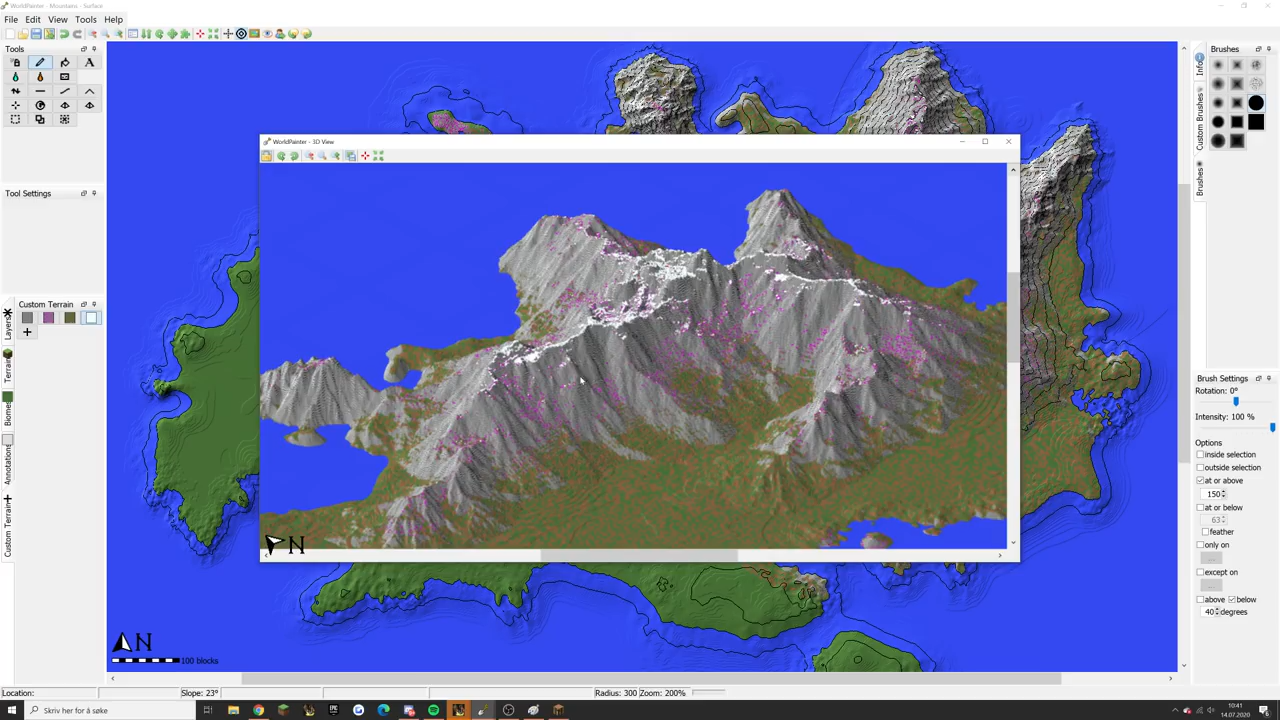 WorldPainter - Mountains - Surface
File Edit View Tools Help
Tools
A
Tool Settings
Custom Terrain
Layers
Terrain
Biomes
Annotations
Custom Terrain
WorldPainter - 3D View
N
N
100 blocks
Brushes
Info
Custom Brushes
Brushes
Brush Settings
Rotation: 0°
Intensity: 100 %
Options
inside selection
outside selection
at or above
150
at or below
63
feather
only on
...
except on
...
above below
40 degrees
Location: Slope: 23° Radius: 300 Zoom: 200%
Skriv her for å søke
10:41
14.07.2020